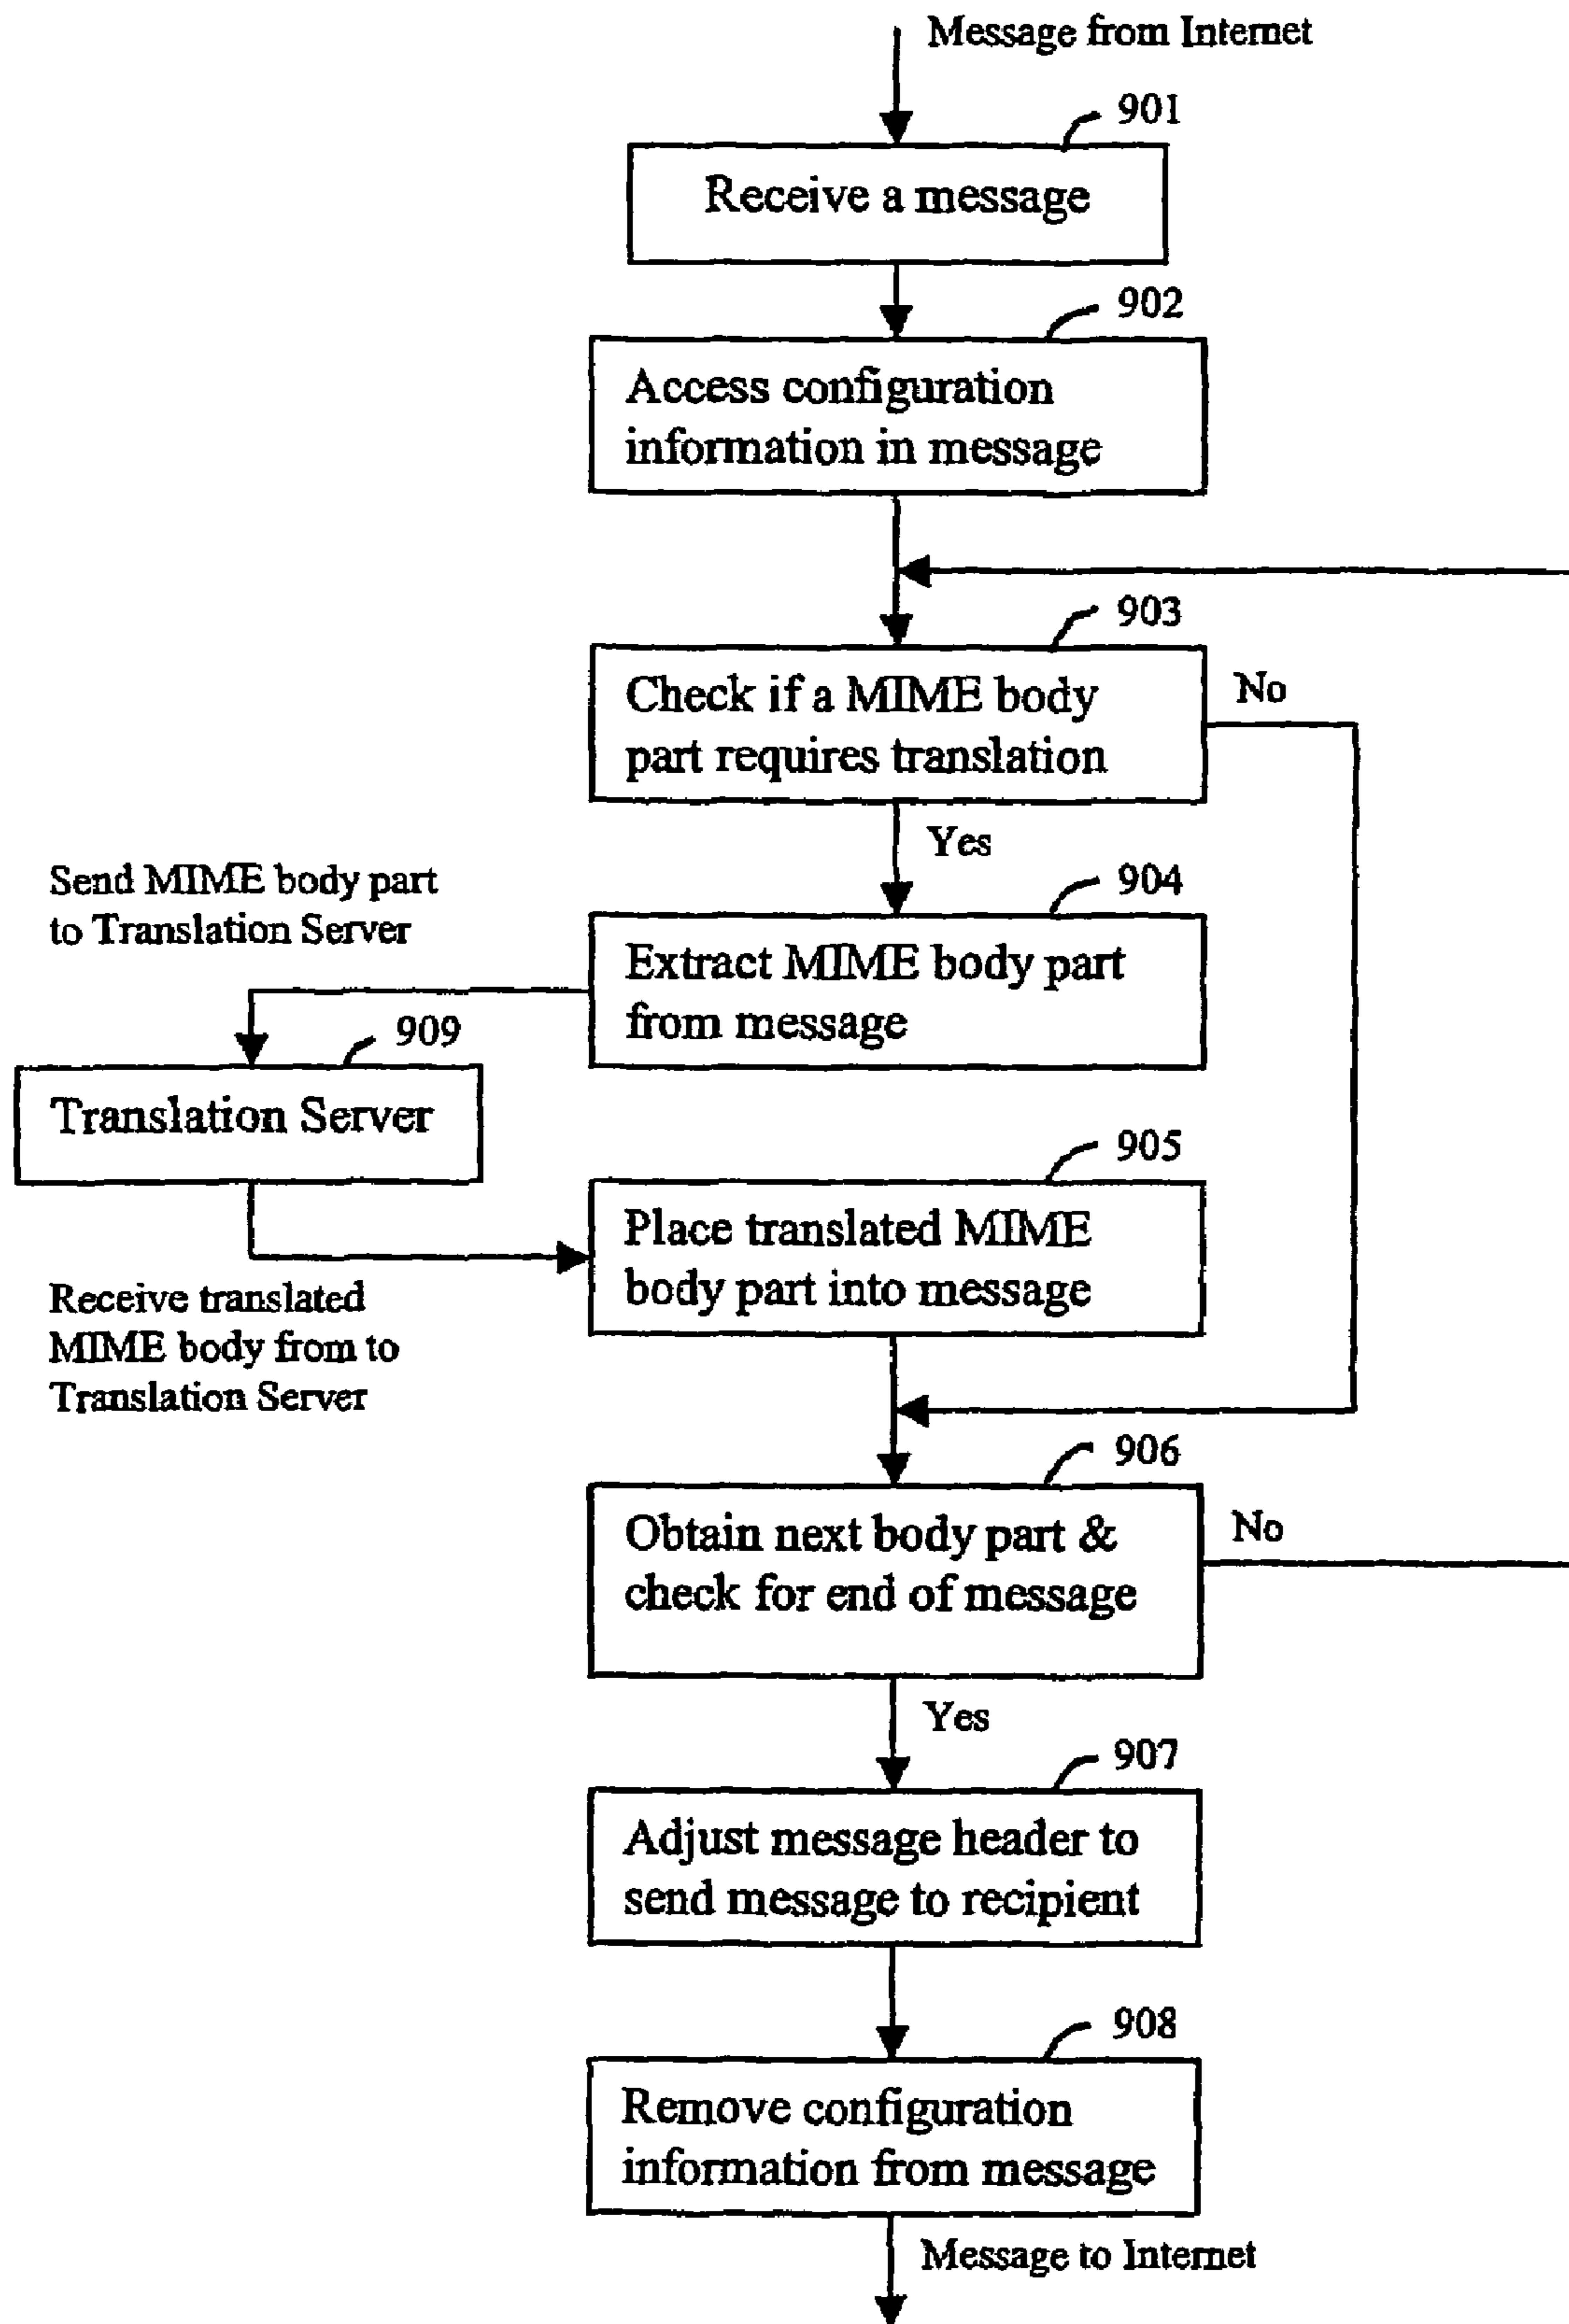 Message from Internet
901
Receive a message
902
Access configuration
information in message
903
Check if a MIME body
part requires translation
No
Yes
Send MIME body part
to Translation Server
904
Extract MIME body part
from message
909
Translation Server
905
Place translated MIME
body part into message
Receive translated
MIME body from to
Translation Server
906
Obtain next body part &
check for end of message
No
Yes
907
Adjust message header to
send message to recipient
908
Remove configuration
information from message
Message to Internet